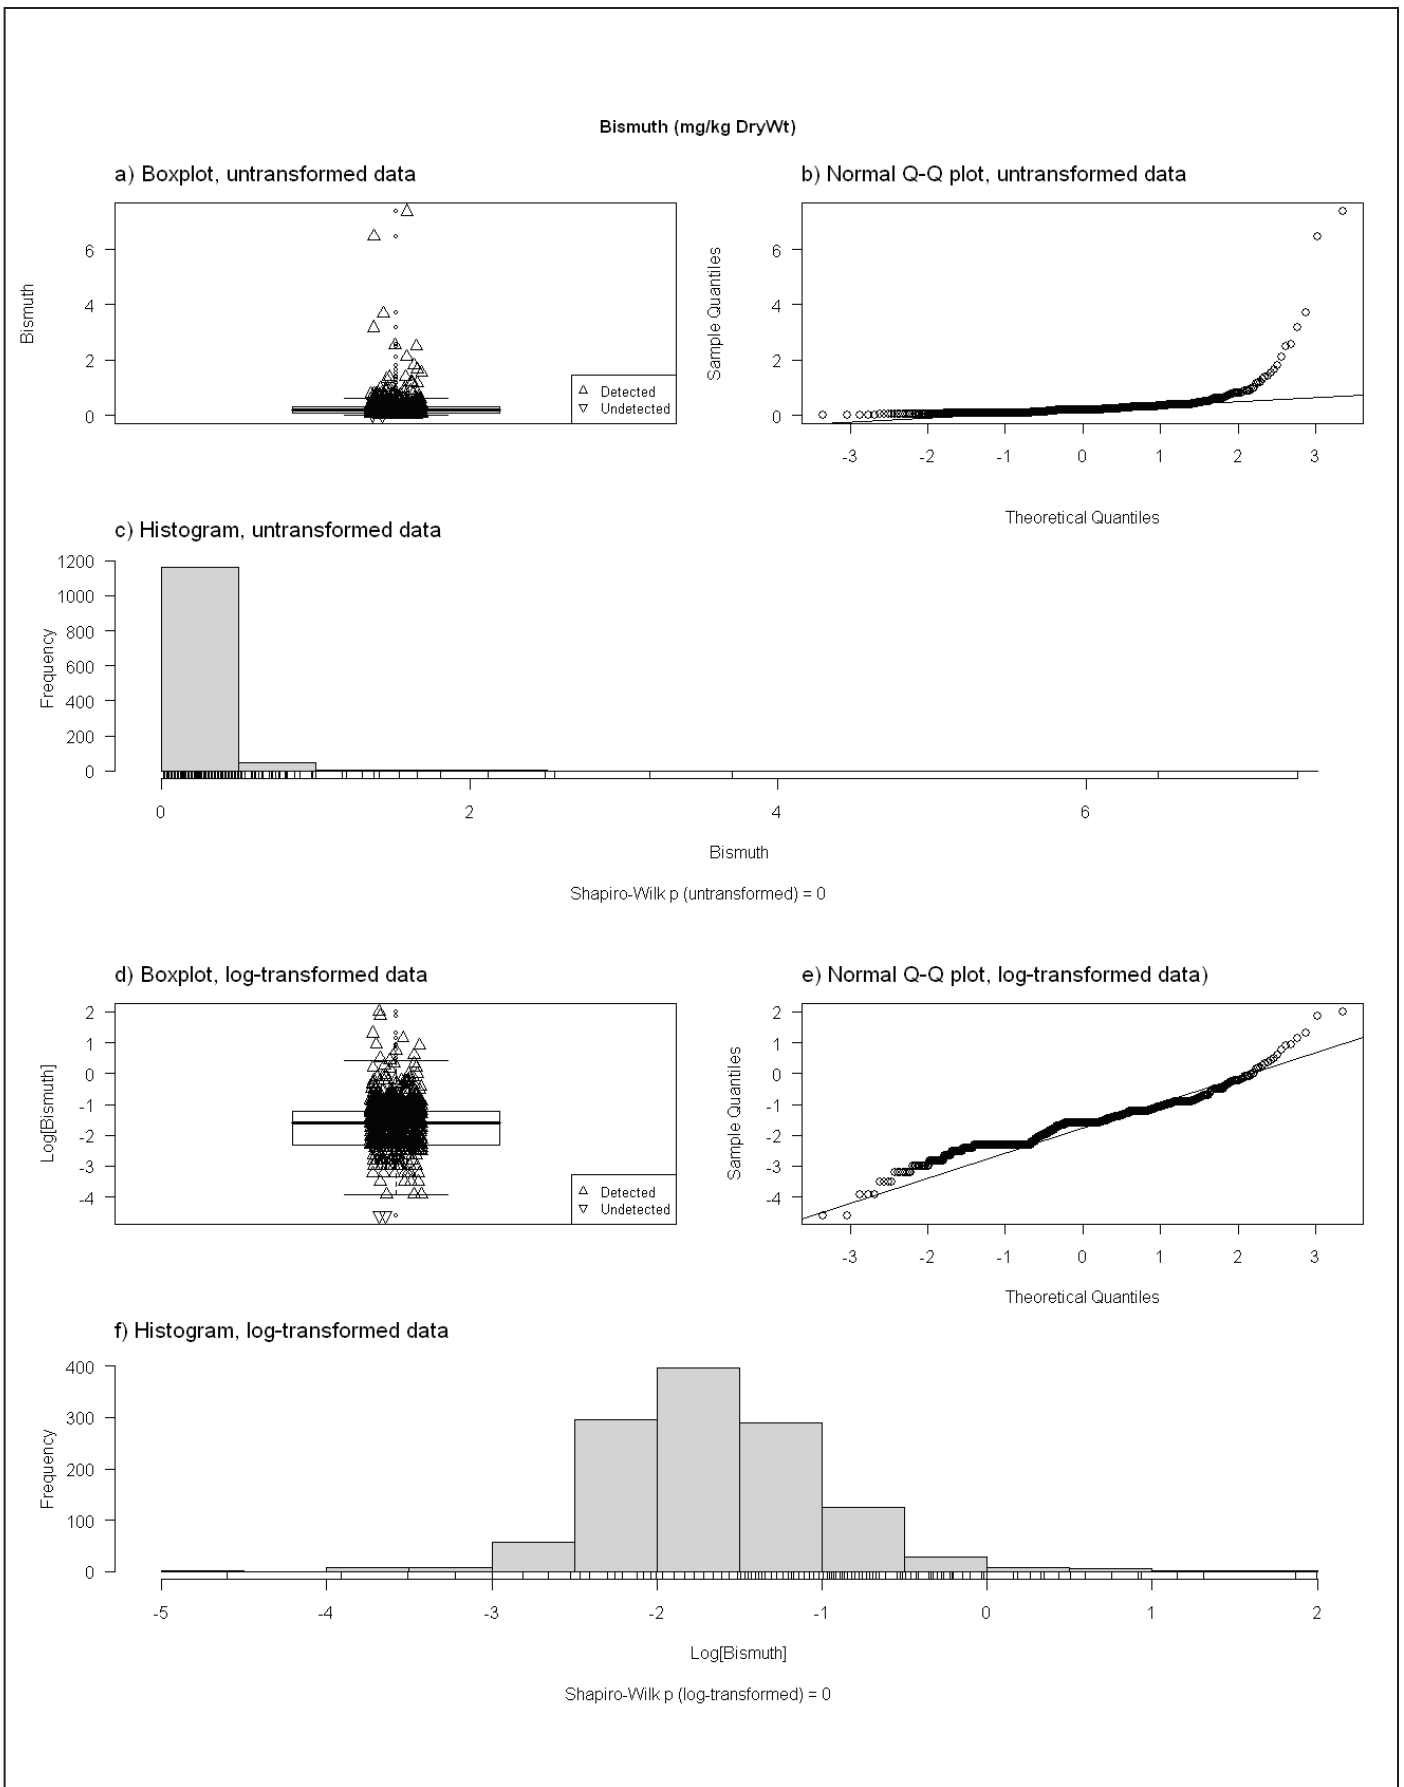 Bismuth (mg/kg DryWt)
a) Boxplot, untransformed data
Bismuth
6
4
2
0
Detected
Undetected
b) Normal Q-Q plot, untransformed data
Sample Quantiles
6
4
2
0
-3 -2 -1 0 1 2 3
Theoretical Quantiles
c) Histogram, untransformed data
Frequency
1200
1000
800
600
400
200
0
0 2 4 6
Bismuth
Shapiro-Wilk p (untransformed) = 0
d) Boxplot, log-transformed data
Log[Bismuth]
2
1
0
-1
-2
-3
-4
Detected
Undetected
e) Normal Q-Q plot, log-transformed data)
Sample Quantiles
2
1
0
-1
-2
-3
-4
-3 -2 -1 0 1 2 3
Theoretical Quantiles
f) Histogram, log-transformed data
Frequency
400
300
200
100
0
-5 -4 -3 -2 -1 0 1 2
Log[Bismuth]
Shapiro-Wilk p (log-transformed) = 0